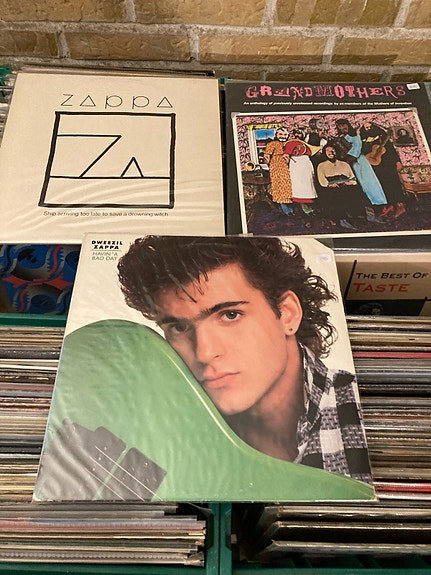 ZAPPA
ZA
Ship arriving too late to save a drowning witch
GRANDMOTHERS
An anthology of previously unreleased recordings by ex-members of the Mothers of Invention
DWEEZIL
ZAPPA
HAVIN' A
BAD DAY
THE BEST OF
TASTE